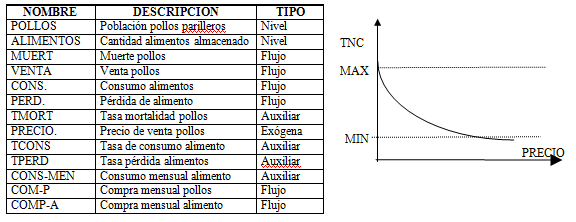 NOMBRE DESCRIPCION TIPO
POLLOS Población pollos parilleros Nivel
ALIMENTOS Cantidad alimentos almacenado Nivel
MUERT Muerte pollos Flujo
VENTA Venta pollos Flujo
CONS. Consumo alimentos Flujo
PERD. Pérdida de alimento Flujo
TMORT Tasa mortalidad pollos Auxiliar
PRECIO. Precio de venta pollos Exógena
TCONS Tasa de consumo alimento Auxiliar
TPERD Tasa pérdida alimentos Auxiliar
CONS-MEN Consumo mensual alimento Auxiliar
COM-P Compra mensual pollos Flujo
COMP-A Compra mensual alimento Flujo
TNC
MAX
MIN
PRECIO